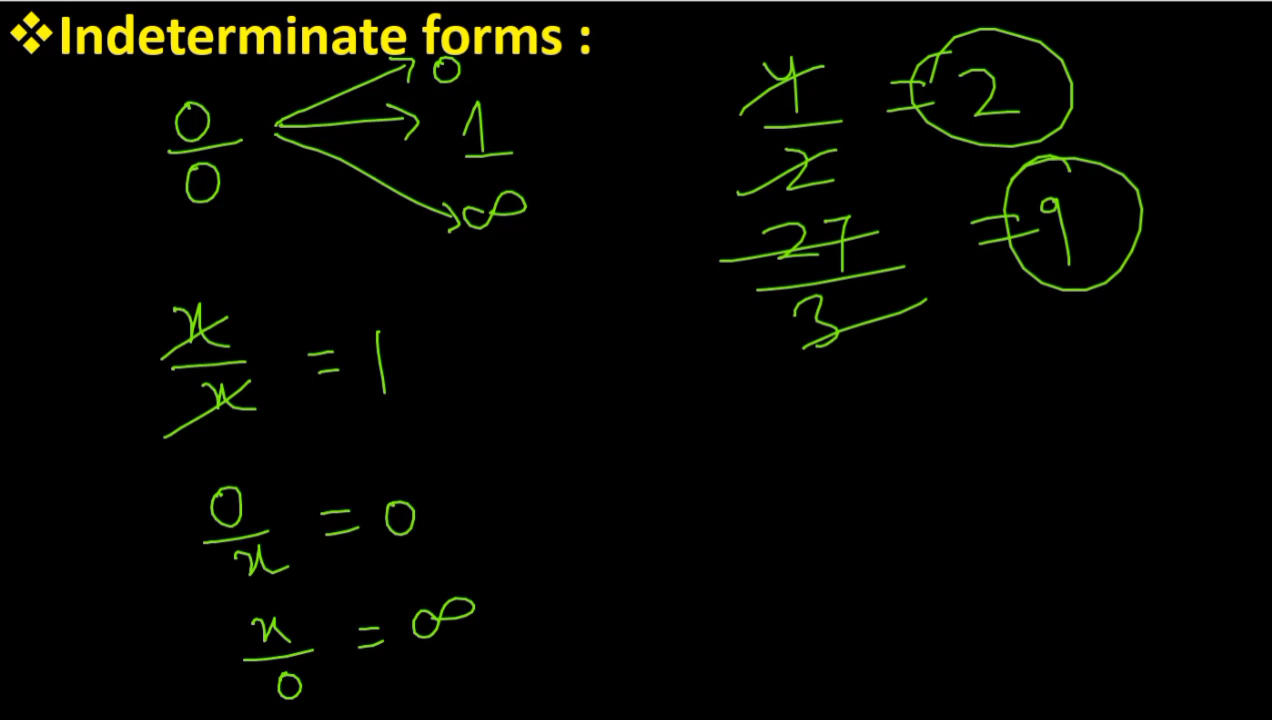 ❖Indeterminate forms :
0/0 → 0
→ 1
→ ∞
x/x = 1
0/x = 0
x/0 = ∞
4/2 = 2
27/3 = 9